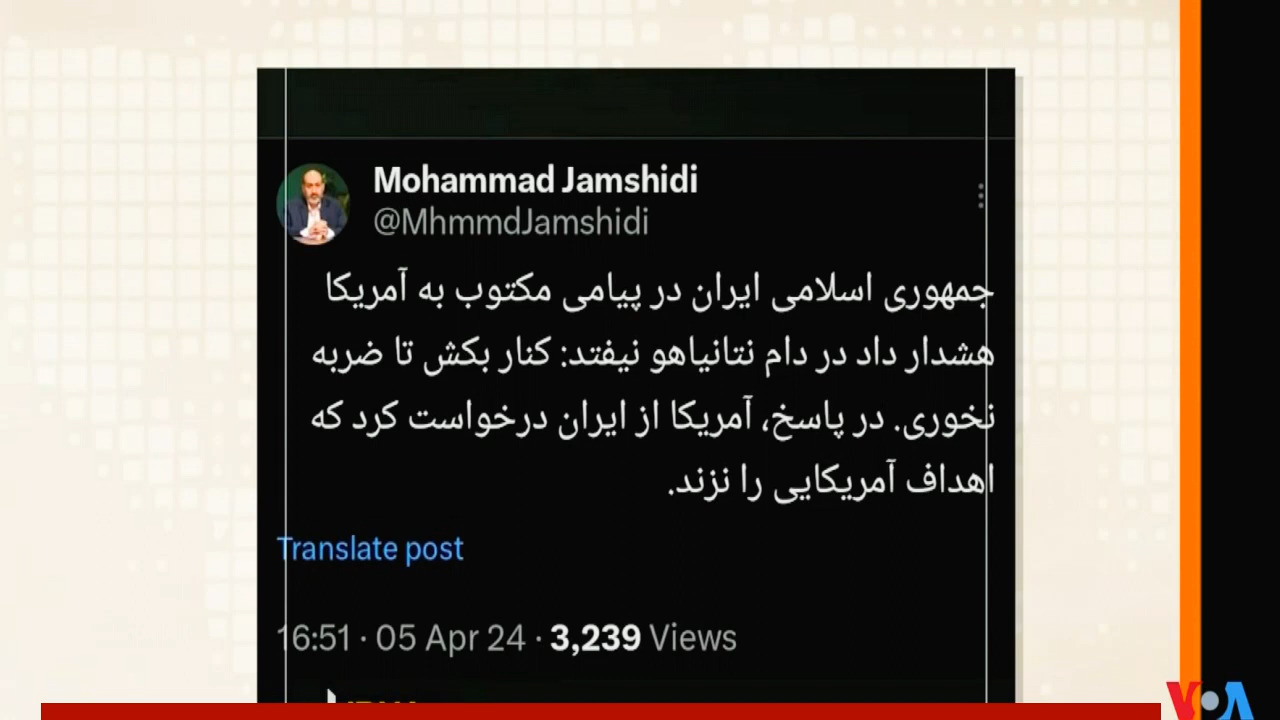 Mohammad Jamshidi
@MhmmdJamshidi
جمهوری اسلامی ایران در پیامی مکتوب به آمریکا
هشدار داد در دام نتانیاهو نیفتد: کنار بکش تا ضربه
نخوری. در پاسخ، آمریکا از ایران درخواست کرد که
اهداف آمریکایی را نزند.
Translate post
16:51 · 05 Apr 24 · 3,239 Views
VOA